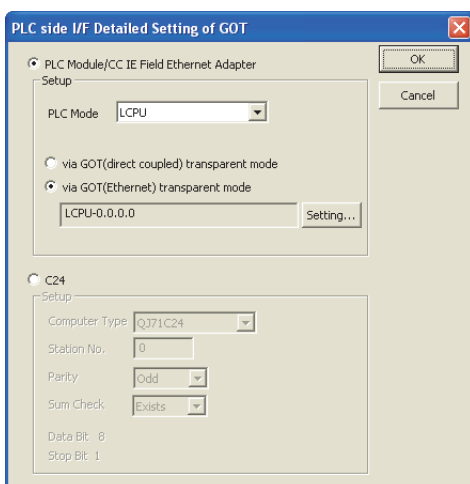 PLC side I/F Detailed Setting of GOT
PLC Module/CC IE Field Ethernet Adapter
OK
Setup
Cancel
PLC Mode LCPU
via GOT(direct coupled) transparent mode
via GOT(Ethernet) transparent mode
LCPU-0.0.0.0 Setting...
C24
Setup
Computer Type QJ71C24
Station No. 0
Parity Odd
Sum Check Exists
Data Bit 8
Stop Bit 1